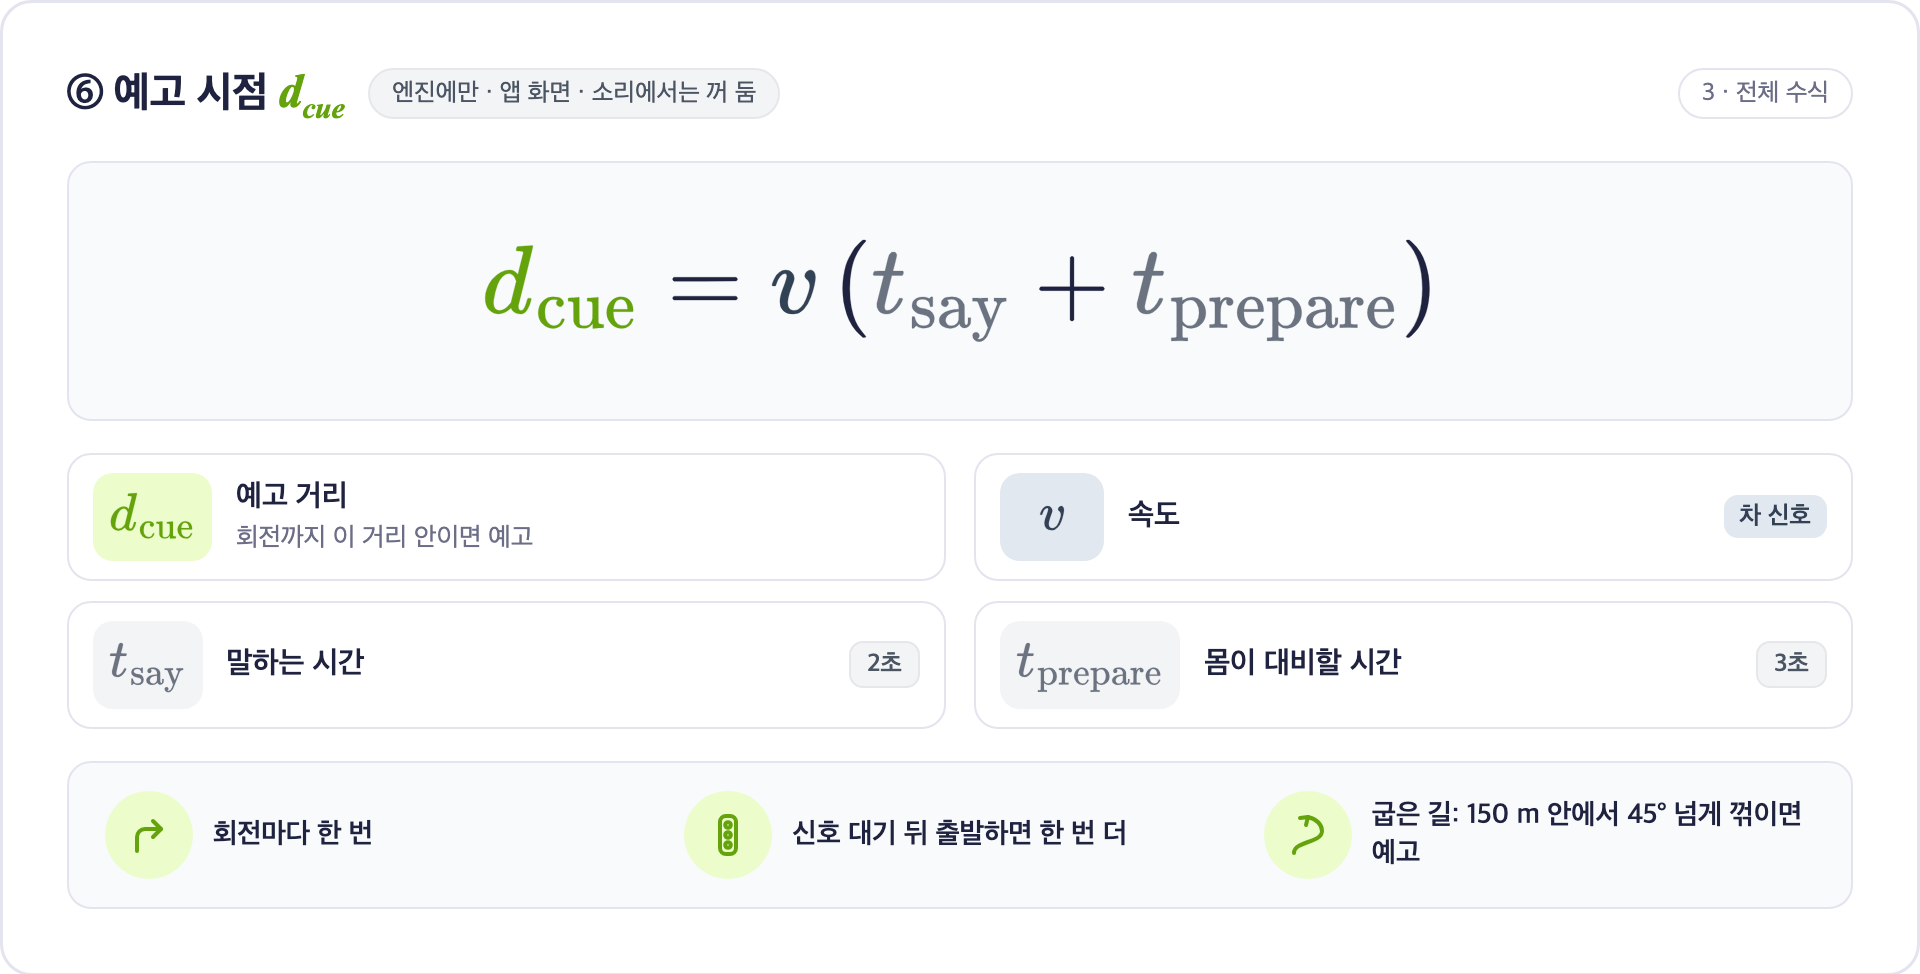 ⑥ 예고 시점 d_cue 엔진에만 · 앱 화면 · 소리에서는 꺼 둠 3 · 전체 수식
d_cue = v (t_say + t_prepare)
d_cue 예고 거리
회전까지 이 거리 안이면 예고
v 속도 차 신호
t_say 말하는 시간 2초
t_prepare 몸이 대비할 시간 3초
회전마다 한 번
신호 대기 뒤 출발하면 한 번 더
굽은 길: 150 m 안에서 45° 넘게 꺾이면
예고